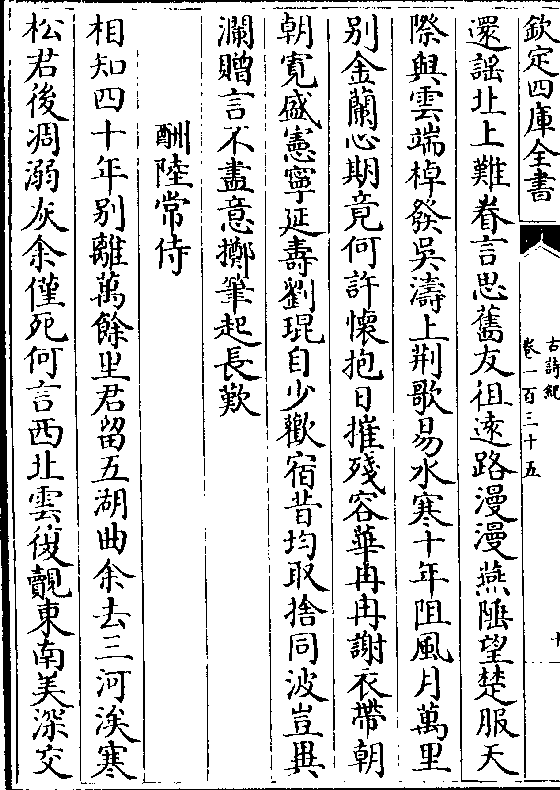 欽定四庫全書
古詩紀
卷一百三十五
十
還謡北上難眷言思舊友徂逺路漫漫燕陲望楚服天
際與雲端棹發吳濤上荆歌易水寒十年阻風月萬里
别金蘭心期竟何許懷抱日摧殘容華冉冉謝衣帶朝
朝寛盛憲寧延夀劉琨自少歡宿昔均取捨同波豈異
瀾贈言不盡意擲筆起長歎
酬陸常侍
相知四十年别離萬餘里君留五湖曲余去三河涘寒
松君後凋溺灰余僅死何言西北雲復覿東南美深交